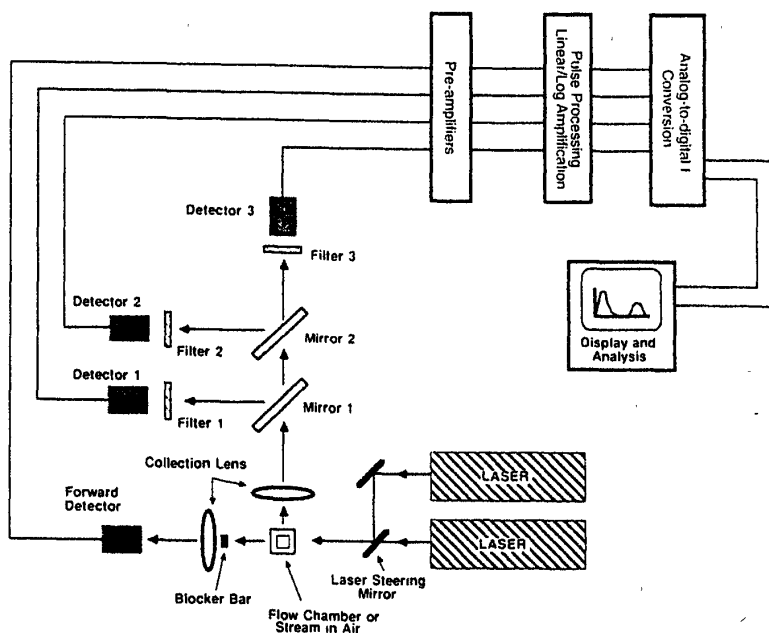 Pre-amplifiers
Pulse Processing
Linear/Log Amplification
Analog-to-digital I
Conversion
Detector 3
Filter 3
Detector 2
Filter 2
Mirror 2
Display and
Analysis
Detector 1
Filter 1
Mirror 1
Collection Lens
LASER
Forward
Detector
LASER
Blocker Bar
Laser Steering
Mirror
Flow Chamber or
Stream in Air